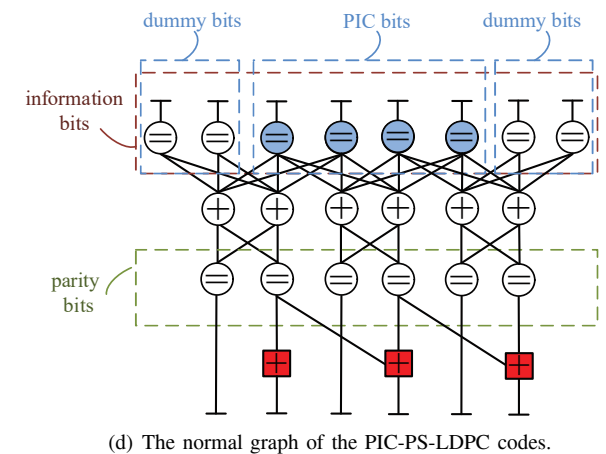 dummy bits
PIC bits
dummy bits
information
bits
parity
bits
(d) The normal graph of the PIC-PS-LDPC codes.